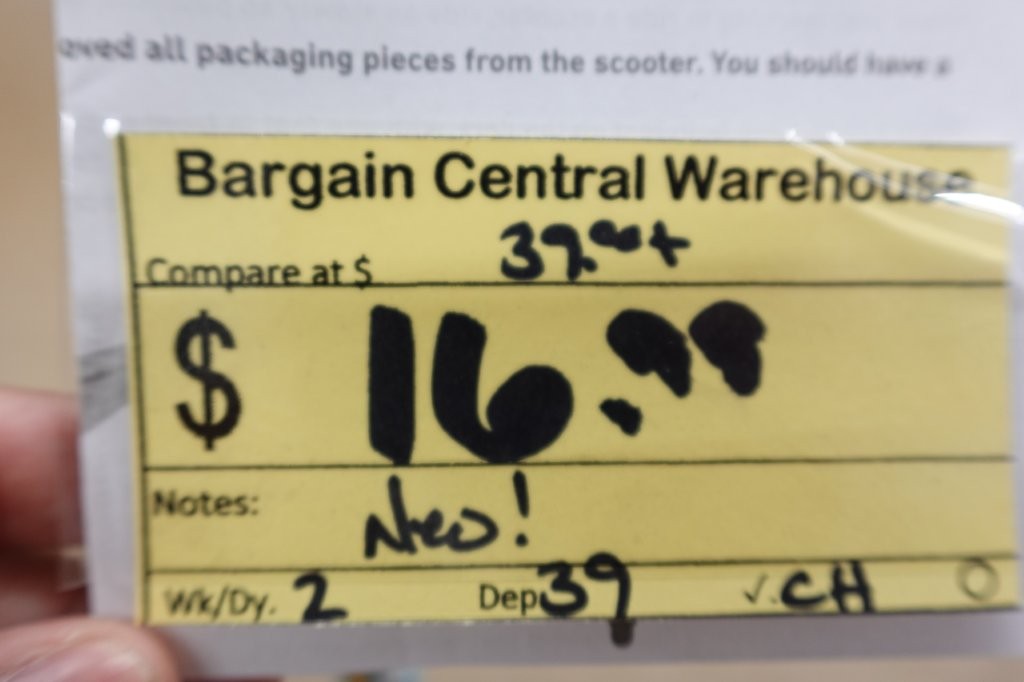 all packaging pieces from the scooter. You should have a
Bargain Central Warehouse
Compare at $ 39.99+
$ 16.99
Notes: New!
Wk/Dy. 2 Dep 39 ✓. CH